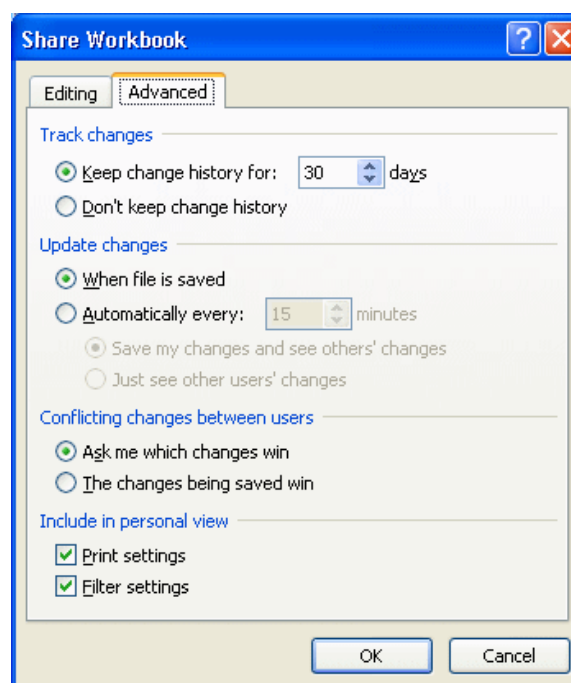 Share Workbook
Editing Advanced
Track changes
Keep change history for: 30 days
Don't keep change history
Update changes
When file is saved
Automatically every: 15 minutes
Save my changes and see others' changes
Just see other users' changes
Conflicting changes between users
Ask me which changes win
The changes being saved win
Include in personal view
Print settings
Filter settings
OK Cancel